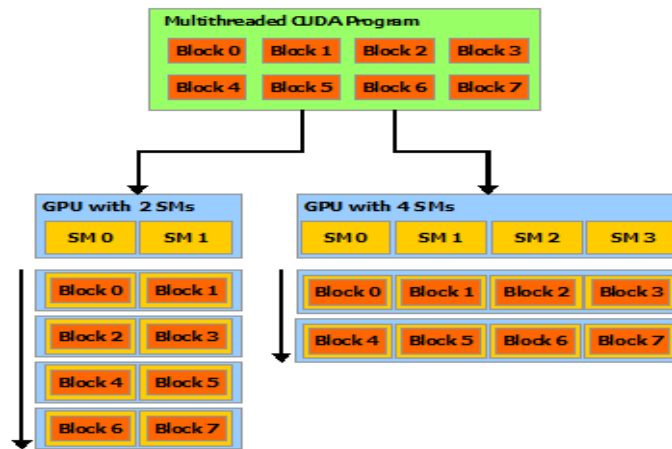 Multithreaded CUDA Program
Block 0 Block 1 Block 2 Block 3
Block 4 Block 5 Block 6 Block 7
GPU with 2 SMs
SM 0 SM 1
Block 0 Block 1
Block 2 Block 3
Block 4 Block 5
Block 6 Block 7
GPU with 4 SMs
SM 0 SM 1 SM 2 SM 3
Block 0 Block 1 Block 2 Block 3
Block 4 Block 5 Block 6 Block 7